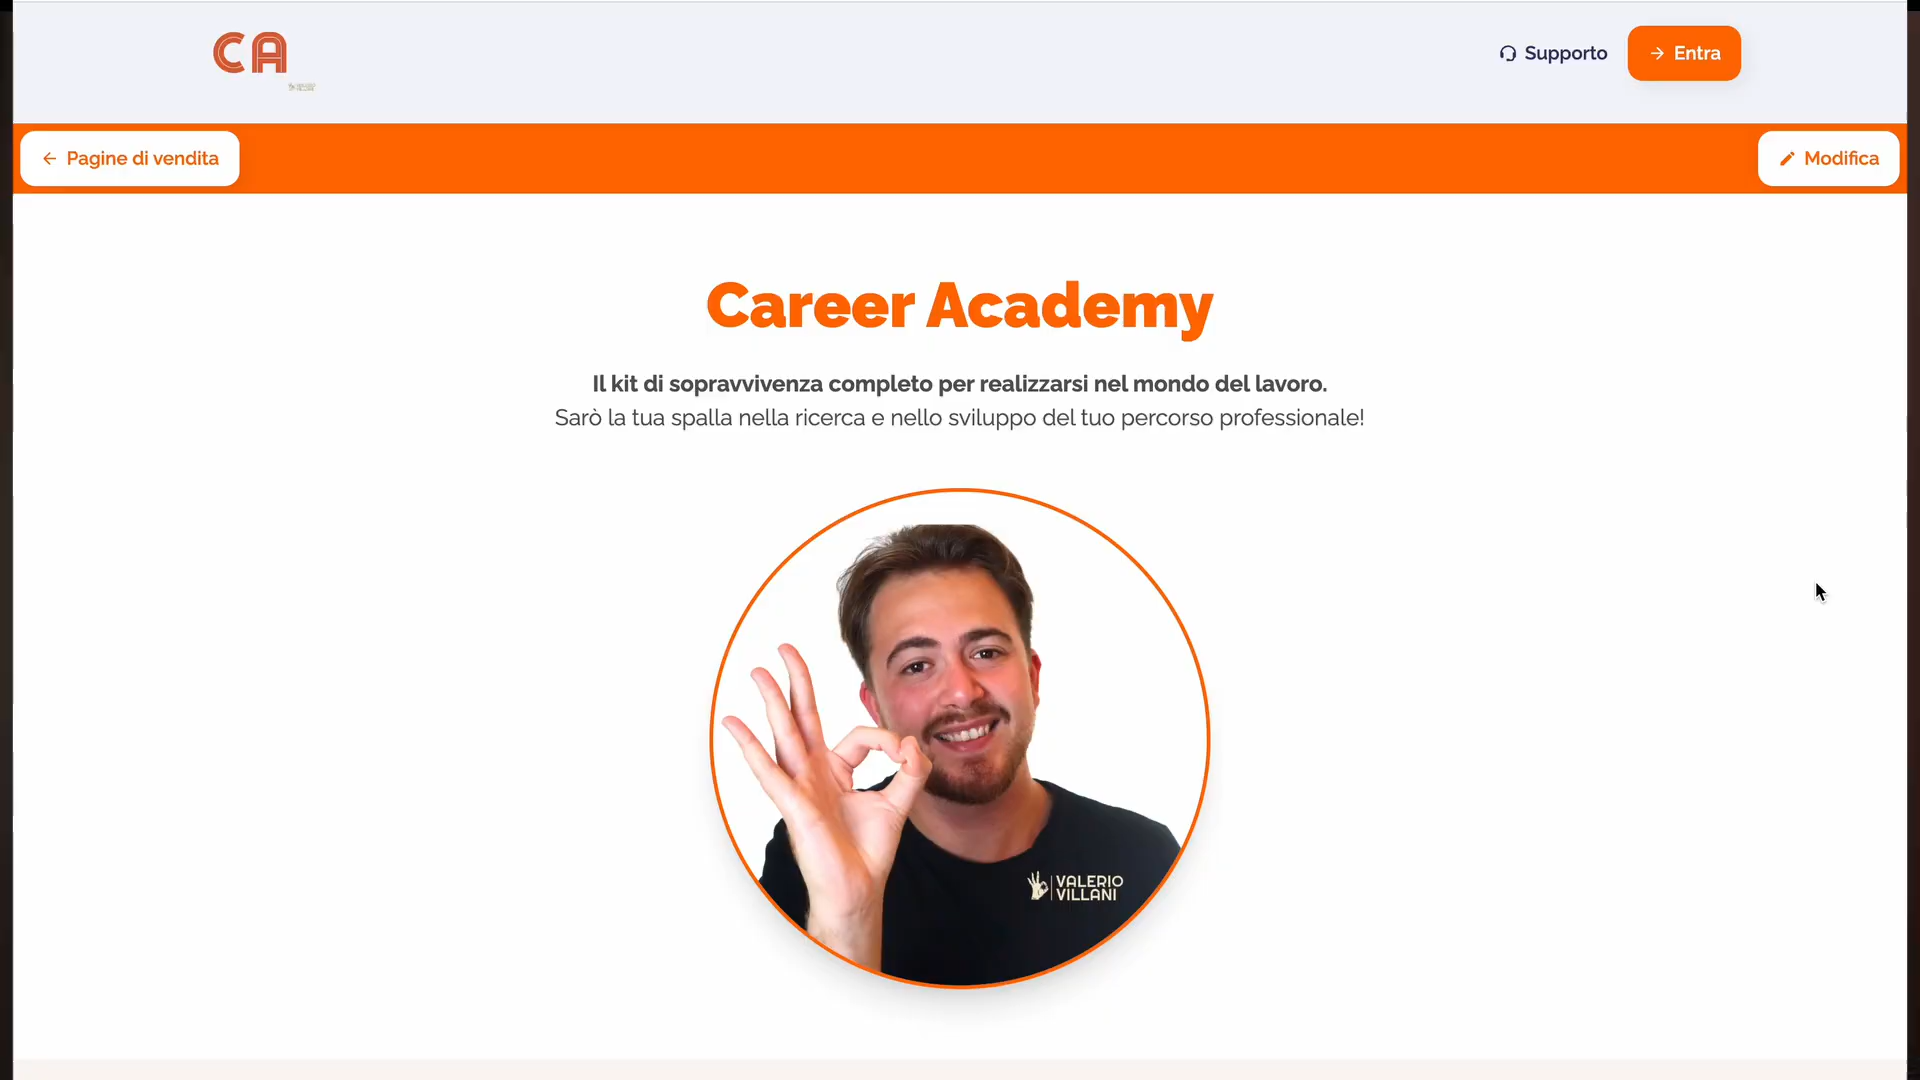 CA
Supporto
Entra
Pagine di vendita
Modifica
Career Academy
Il kit di sopravvivenza completo per realizzarsi nel mondo del lavoro.
Sarò la tua spalla nella ricerca e nello sviluppo del tuo percorso professionale!
VALERIO
VILLANI